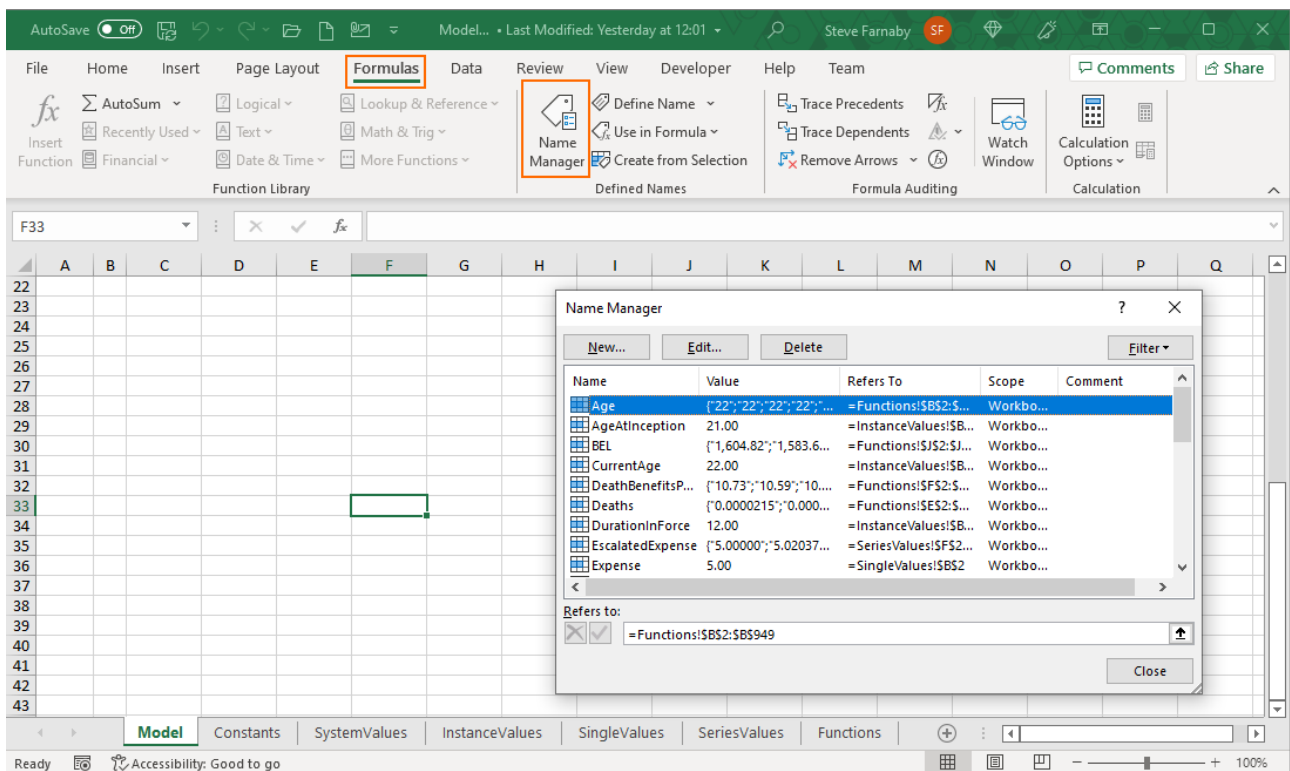 AutoSave Off Model... • Last Modified: Yesterday at 12:01 Steve Farnaby SF
File Home Insert Page Layout Formulas Data Review View Developer Help Team Comments Share
fx Insert Function
∑ AutoSum
Recently Used
Financial
? Logical
A Text
Date & Time
Lookup & Reference
θ Math & Trig
More Functions
Function Library
Name Manager
Define Name
Use in Formula
Create from Selection
Defined Names
Trace Precedents
Trace Dependents
Remove Arrows
fx
Formula Auditing
Watch Window
Calculation Options
Calculation
F33 fx
A B C D E F G H I J K L M N O P Q
22
23
24
25
26
27
28
29
30
31
32
33
34
35
36
37
38
39
40
41
42
43
Name Manager ?
New... Edit... Delete Filter
Name Value Refers To Scope Comment
Age {"22";"22";"22";"22";"... =Functions!$B$2:$... Workbo...
AgeAtInception 21.00 =InstanceValues!$B... Workbo...
BEL {"1,604.82";"1,583.6... =Functions!$J$2:$J... Workbo...
CurrentAge 22.00 =InstanceValues!$B... Workbo...
DeathBenefitsP... {"10.73";"10.59";"10.... =Functions!$F$2:$... Workbo...
Deaths {"0.0000215";"0.000... =Functions!$E$2:$... Workbo...
DurationInForce 12.00 =InstanceValues!$B... Workbo...
EscalatedExpense {"5.00000";"5.02037... =SeriesValues!$F$2... Workbo...
Expense 5.00 =SingleValues!$B$2 Workbo...
Refers to:
=Functions!$B$2:$B$949
Close
Model Constants SystemValues InstanceValues SingleValues SeriesValues Functions
Ready Accessibility: Good to go 100%